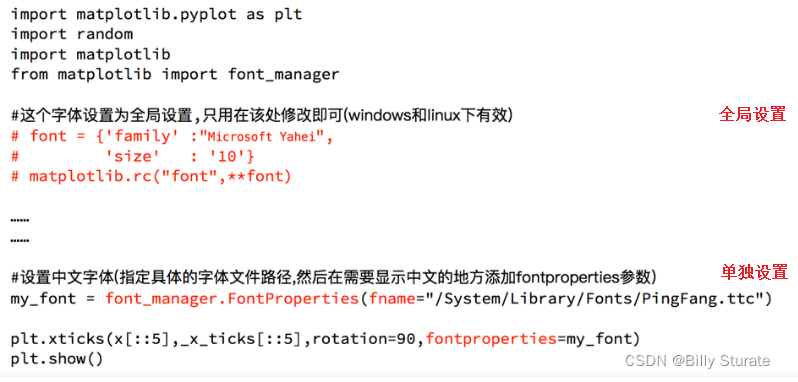 import matplotlib.pyplot as plt
import random
import matplotlib
from matplotlib import font_manager
#这个字体设置为全局设置,只用在该处修改即可(windows和linux下有效)
全局设置
# font = {'family' :"Microsoft Yahei",
#         'size'   : '10'}
# matplotlib.rc("font",**font)
……
……
#设置中文字体(指定具体的字体文件路径,然后在需要显示中文的地方添加fontproperties参数)
单独设置
my_font = font_manager.FontProperties(fname="/System/Library/Fonts/PingFang.ttc")
plt.xticks(x[::5],_x_ticks[::5],rotation=90,fontproperties=my_font)
plt.show()
CSDN @Billy Sturate